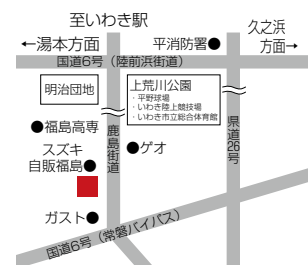 至いわき駅
久之浜
方面→
←湯本方面
平消防署●
国道6号（陸前浜街道）
明治団地
上荒川公園
・平野球場
・いわき陸上競技場
・いわき市立総合体育館
●福島高専
鹿島街道
●ゲオ
県道26号
スズキ
自販福島●
ガスト●
国道6号（常磐バイパス）